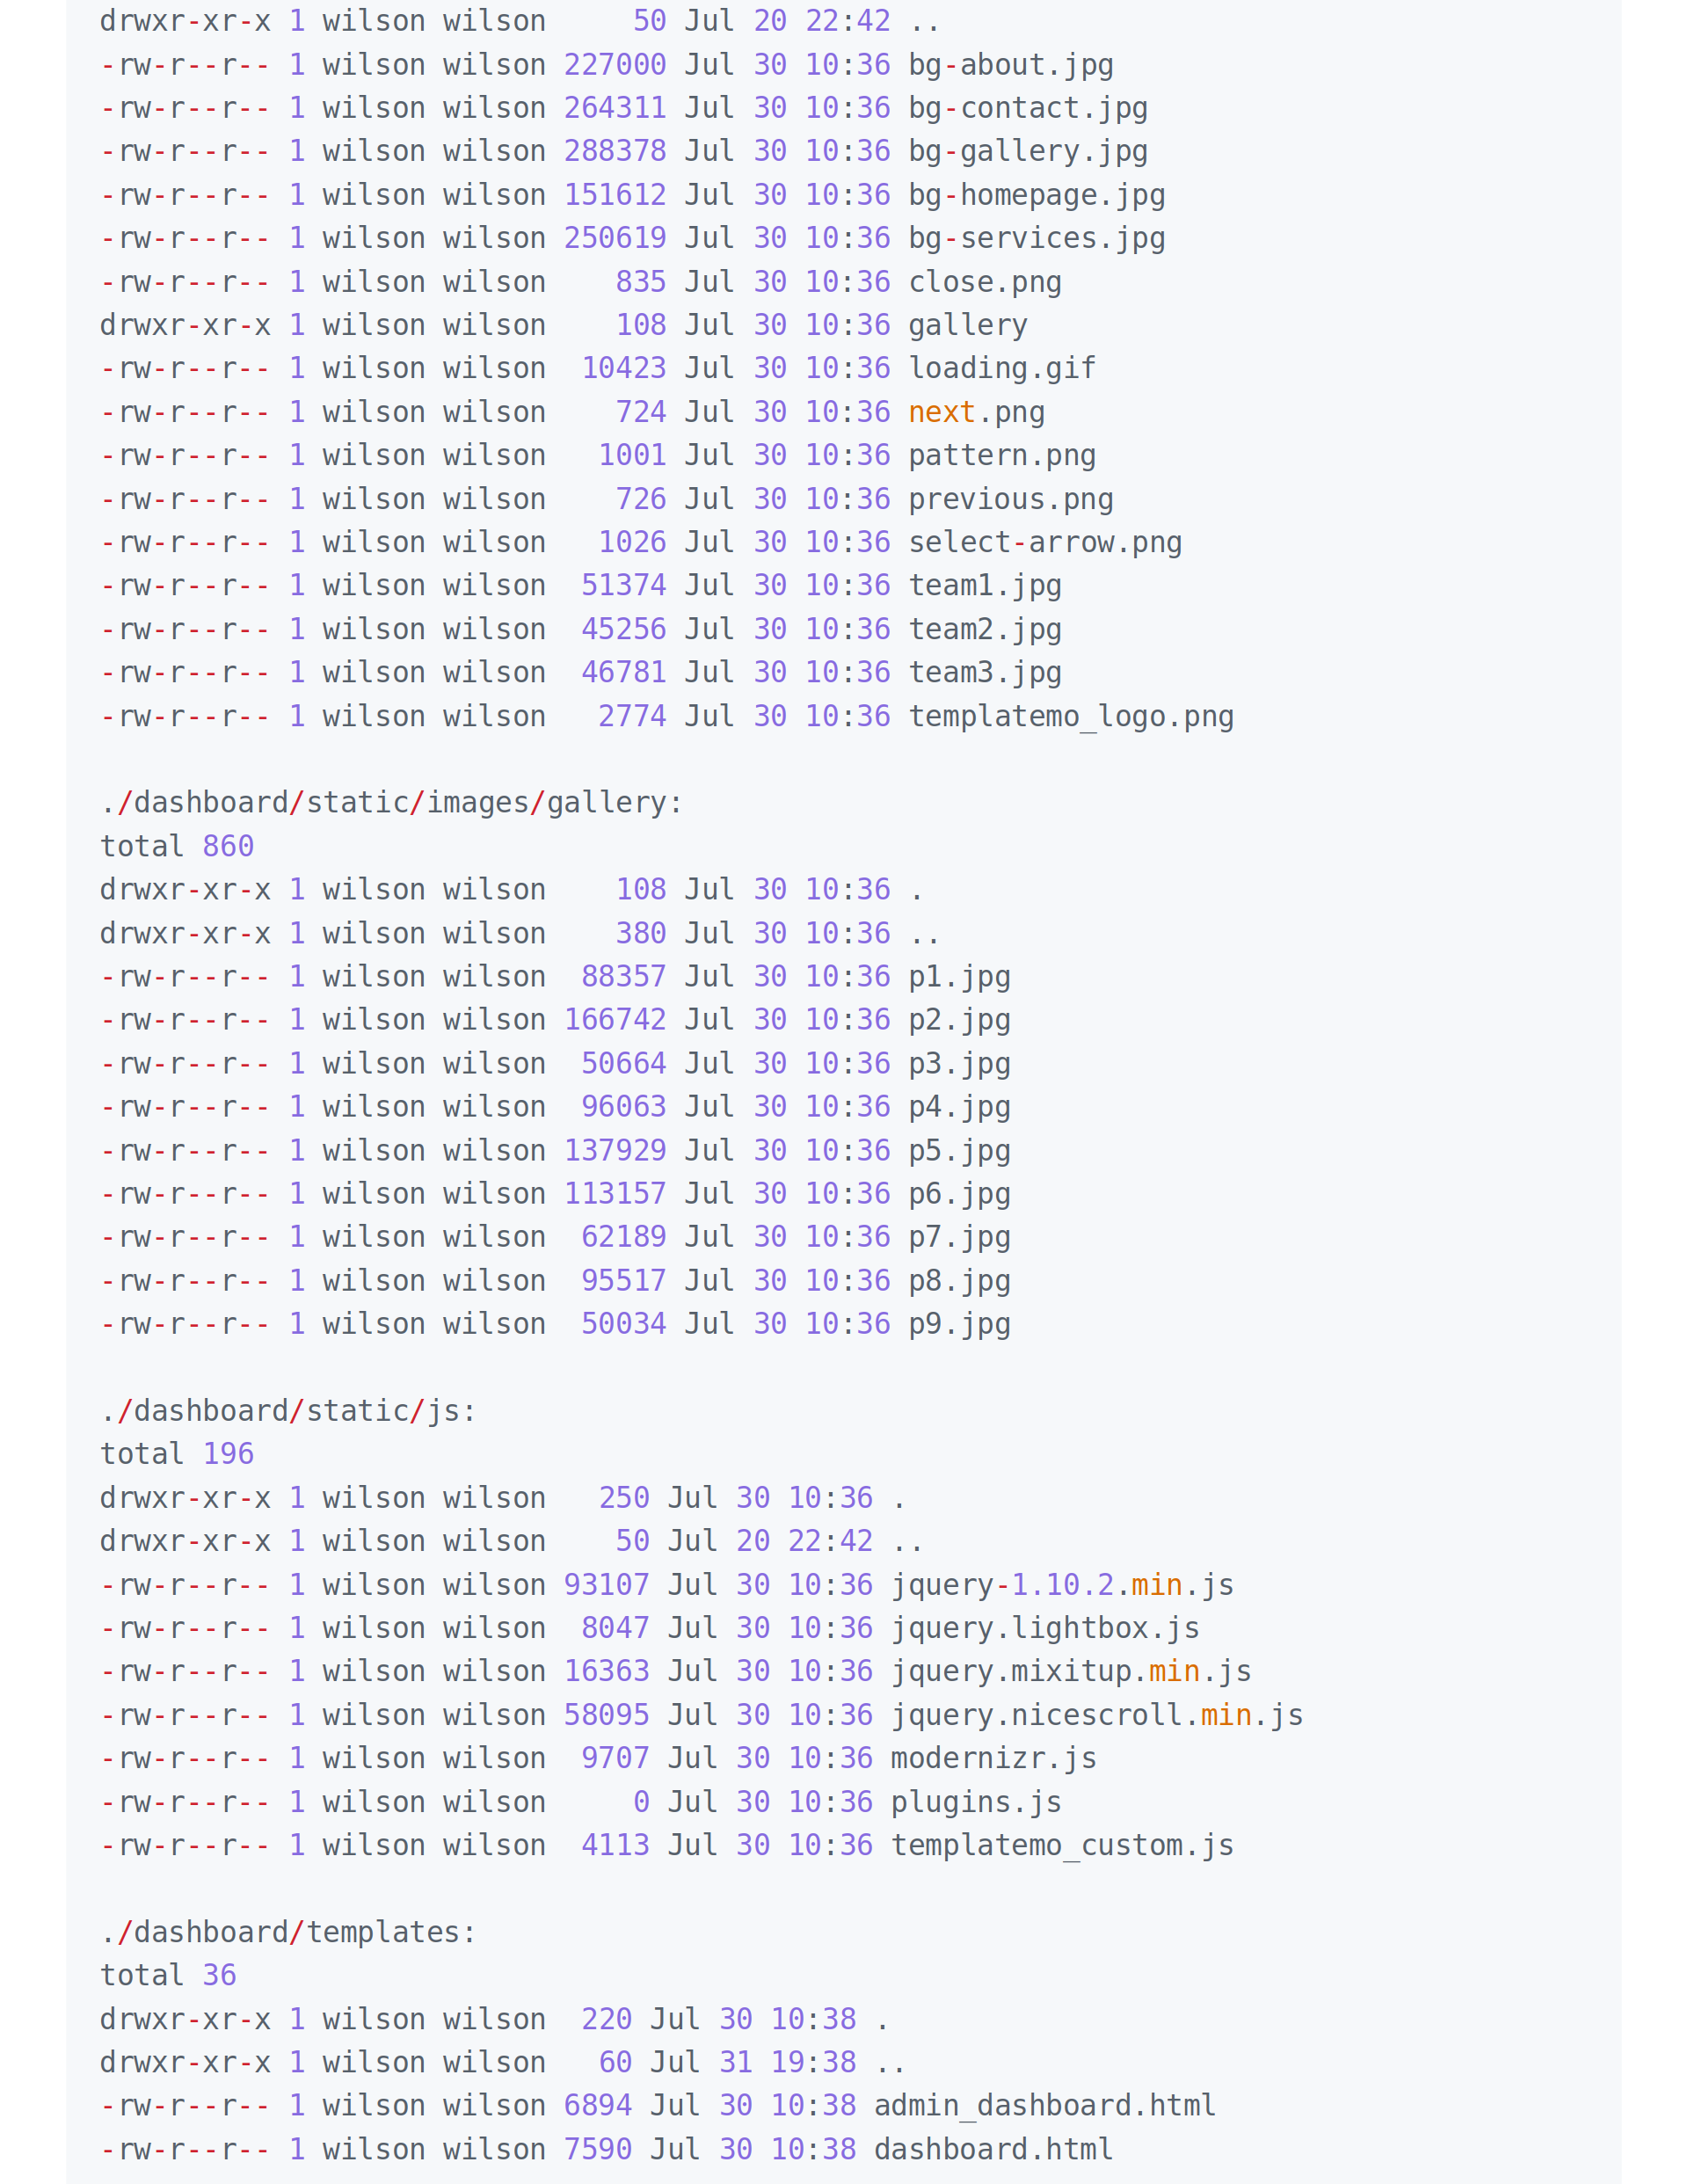 drwxr-xr-x 1 wilson wilson     50 Jul 20 22:42 ..
-rw-r--r-- 1 wilson wilson 227000 Jul 30 10:36 bg-about.jpg
-rw-r--r-- 1 wilson wilson 264311 Jul 30 10:36 bg-contact.jpg
-rw-r--r-- 1 wilson wilson 288378 Jul 30 10:36 bg-gallery.jpg
-rw-r--r-- 1 wilson wilson 151612 Jul 30 10:36 bg-homepage.jpg
-rw-r--r-- 1 wilson wilson 250619 Jul 30 10:36 bg-services.jpg
-rw-r--r-- 1 wilson wilson    835 Jul 30 10:36 close.png
drwxr-xr-x 1 wilson wilson    108 Jul 30 10:36 gallery
-rw-r--r-- 1 wilson wilson  10423 Jul 30 10:36 loading.gif
-rw-r--r-- 1 wilson wilson    724 Jul 30 10:36 next.png
-rw-r--r-- 1 wilson wilson   1001 Jul 30 10:36 pattern.png
-rw-r--r-- 1 wilson wilson    726 Jul 30 10:36 previous.png
-rw-r--r-- 1 wilson wilson   1026 Jul 30 10:36 select-arrow.png
-rw-r--r-- 1 wilson wilson  51374 Jul 30 10:36 team1.jpg
-rw-r--r-- 1 wilson wilson  45256 Jul 30 10:36 team2.jpg
-rw-r--r-- 1 wilson wilson  46781 Jul 30 10:36 team3.jpg
-rw-r--r-- 1 wilson wilson   2774 Jul 30 10:36 templatemo_logo.png

./dashboard/static/images/gallery:
total 860
drwxr-xr-x 1 wilson wilson    108 Jul 30 10:36 .
drwxr-xr-x 1 wilson wilson    380 Jul 30 10:36 ..
-rw-r--r-- 1 wilson wilson  88357 Jul 30 10:36 p1.jpg
-rw-r--r-- 1 wilson wilson 166742 Jul 30 10:36 p2.jpg
-rw-r--r-- 1 wilson wilson  50664 Jul 30 10:36 p3.jpg
-rw-r--r-- 1 wilson wilson  96063 Jul 30 10:36 p4.jpg
-rw-r--r-- 1 wilson wilson 137929 Jul 30 10:36 p5.jpg
-rw-r--r-- 1 wilson wilson 113157 Jul 30 10:36 p6.jpg
-rw-r--r-- 1 wilson wilson  62189 Jul 30 10:36 p7.jpg
-rw-r--r-- 1 wilson wilson  95517 Jul 30 10:36 p8.jpg
-rw-r--r-- 1 wilson wilson  50034 Jul 30 10:36 p9.jpg

./dashboard/static/js:
total 196
drwxr-xr-x 1 wilson wilson   250 Jul 30 10:36 .
drwxr-xr-x 1 wilson wilson    50 Jul 20 22:42 ..
-rw-r--r-- 1 wilson wilson 93107 Jul 30 10:36 jquery-1.10.2.min.js
-rw-r--r-- 1 wilson wilson  8047 Jul 30 10:36 jquery.lightbox.js
-rw-r--r-- 1 wilson wilson 16363 Jul 30 10:36 jquery.mixitup.min.js
-rw-r--r-- 1 wilson wilson 58095 Jul 30 10:36 jquery.nicescroll.min.js
-rw-r--r-- 1 wilson wilson  9707 Jul 30 10:36 modernizr.js
-rw-r--r-- 1 wilson wilson     0 Jul 30 10:36 plugins.js
-rw-r--r-- 1 wilson wilson  4113 Jul 30 10:36 templatemo_custom.js

./dashboard/templates:
total 36
drwxr-xr-x 1 wilson wilson  220 Jul 30 10:38 .
drwxr-xr-x 1 wilson wilson   60 Jul 31 19:38 ..
-rw-r--r-- 1 wilson wilson 6894 Jul 30 10:38 admin_dashboard.html
-rw-r--r-- 1 wilson wilson 7590 Jul 30 10:38 dashboard.html